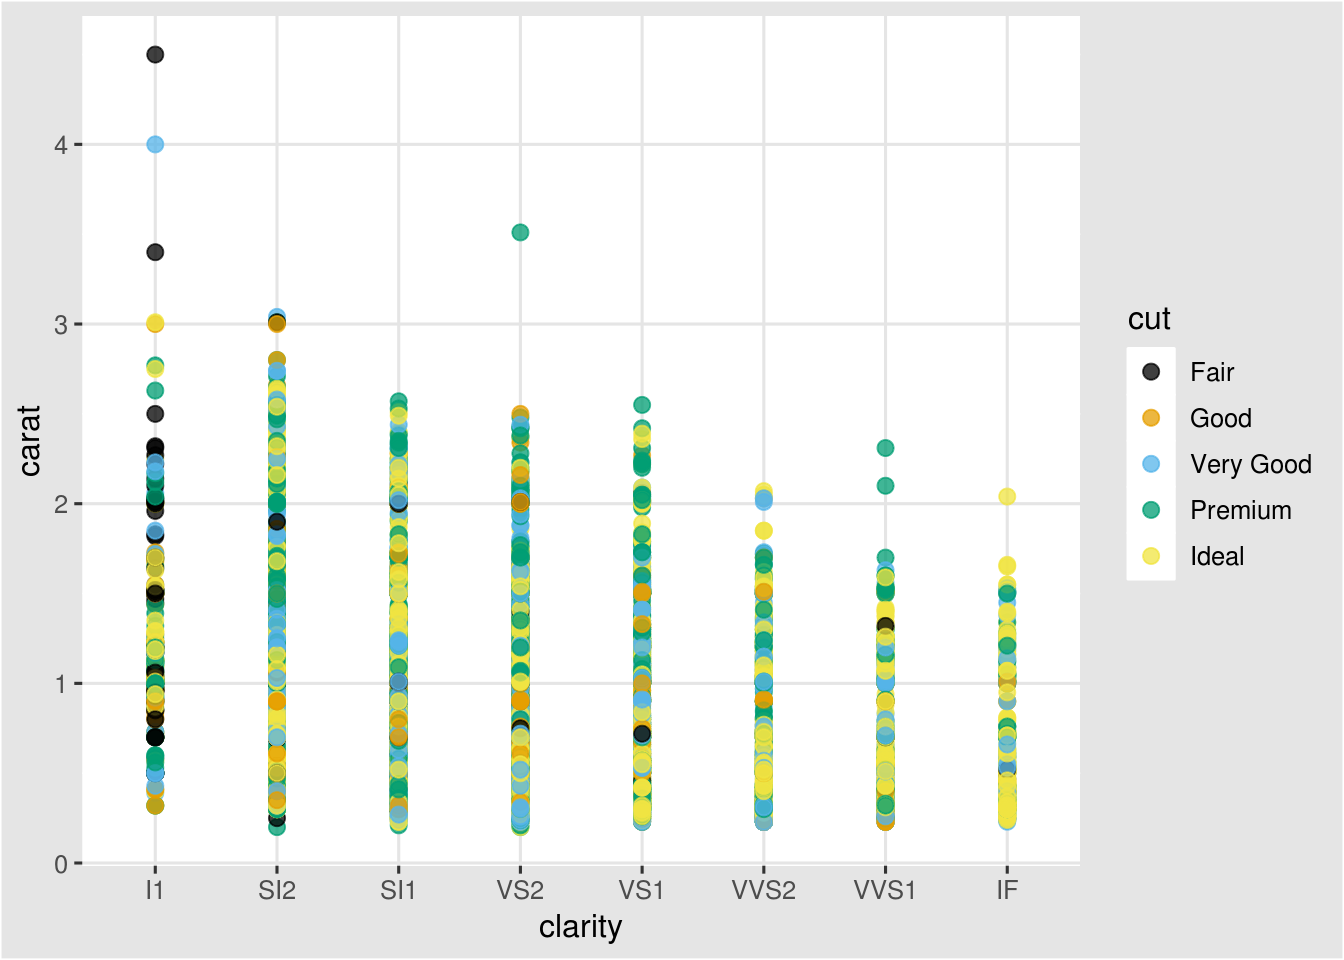 4
3
2
1
0
carat
I1 SI2 SI1 VS2 VS1 VVS2 VVS1 IF
clarity
cut
Fair
Good
Very Good
Premium
Ideal